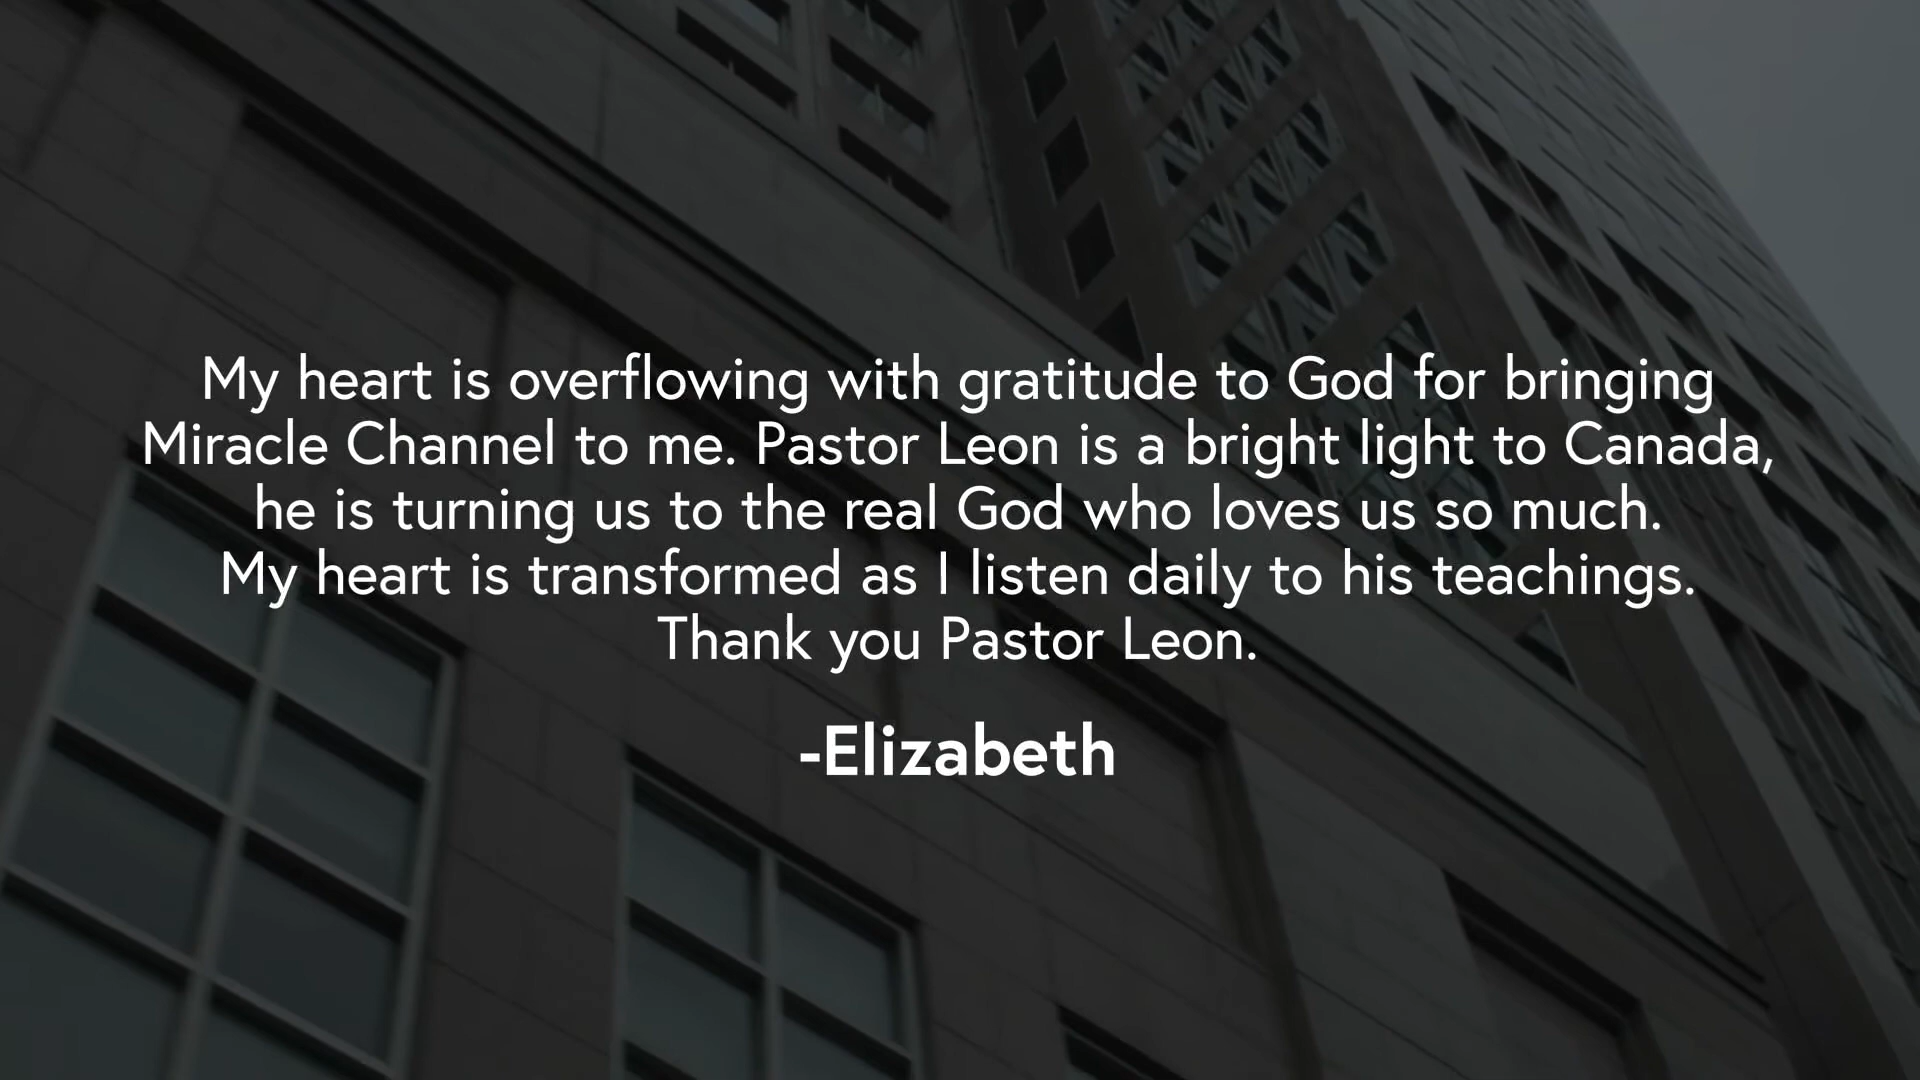 My heart is overflowing with gratitude to God for bringing
Miracle Channel to me. Pastor Leon is a bright light to Canada,
he is turning us to the real God who loves us so much.
My heart is transformed as I listen daily to his teachings.
Thank you Pastor Leon.
-Elizabeth